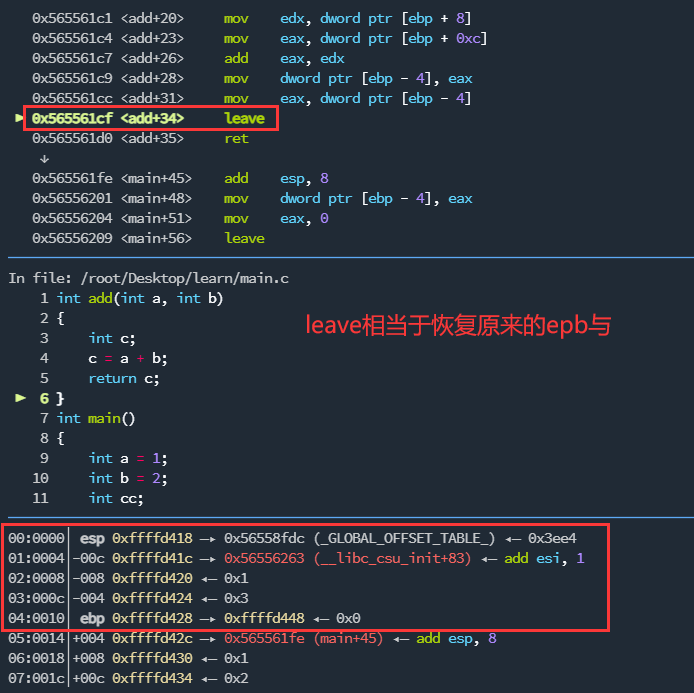 0x565561c1 <add+20> mov edx, dword ptr [ebp + 8]
0x565561c4 <add+23> mov eax, dword ptr [ebp + 0xc]
0x565561c7 <add+26> add eax, edx
0x565561c9 <add+28> mov dword ptr [ebp - 4], eax
0x565561cc <add+31> mov eax, dword ptr [ebp - 4]
► 0x565561cf <add+34> leave
0x565561d0 <add+35> ret
↓
0x565561fe <main+45> add esp, 8
0x56556201 <main+48> mov dword ptr [ebp - 4], eax
0x56556204 <main+51> mov eax, 0
0x56556209 <main+56> leave
In file: /root/Desktop/learn/main.c
1 int add(int a, int b)
2 {
3 int c;
4 c = a + b;
5 return c;
► 6 }
7 int main()
8 {
9 int a = 1;
10 int b = 2;
11 int cc;
leave相当于恢复原来的epb与
00:0000│ esp 0xffffd418 —▸ 0x56558fdc (_GLOBAL_OFFSET_TABLE_) ◂— 0x3ee4
01:0004│-00c 0xffffd41c —▸ 0x56556263 (__libc_csu_init+83) ◂— add esi, 1
02:0008│-008 0xffffd420 ◂— 0x1
03:000c│-004 0xffffd424 ◂— 0x3
04:0010│ ebp 0xffffd428 —▸ 0xffffd448 ◂— 0x0
05:0014│+004 0xffffd42c —▸ 0x565561fe (main+45) ◂— add esp, 8
06:0018│+008 0xffffd430 ◂— 0x1
07:001c│+00c 0xffffd434 ◂— 0x2